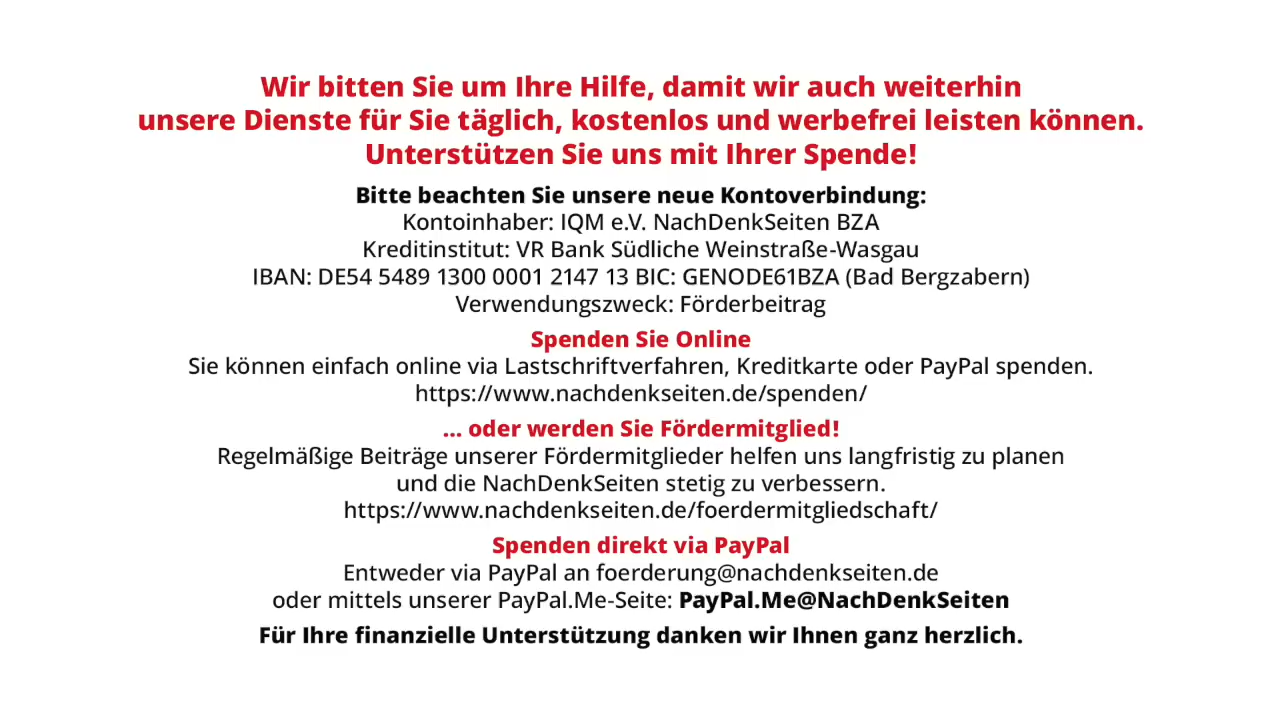 Wir bitten Sie um Ihre Hilfe, damit wir auch weiterhin
unsere Dienste für Sie täglich, kostenlos und werbefrei leisten können.
Unterstützen Sie uns mit Ihrer Spende!
Bitte beachten Sie unsere neue Kontoverbindung:
Kontoinhaber: IQM e.V. NachDenkSeiten BZA
Kreditinstitut: VR Bank Südliche Weinstraße-Wasgau
IBAN: DE54 5489 1300 0001 2147 13 BIC: GENODE61BZA (Bad Bergzabern)
Verwendungszweck: Förderbeitrag
Spenden Sie Online
Sie können einfach online via Lastschriftverfahren, Kreditkarte oder PayPal spenden.
https://www.nachdenkseiten.de/spenden/
... oder werden Sie Fördermitglied!
Regelmäßige Beiträge unserer Fördermitglieder helfen uns langfristig zu planen
und die NachDenkSeiten stetig zu verbessern.
https://www.nachdenkseiten.de/foerdermitgliedschaft/
Spenden direkt via PayPal
Entweder via PayPal an foerderung@nachdenkseiten.de
oder mittels unserer PayPal.Me-Seite: PayPal.Me@NachDenkSeiten
Für Ihre finanzielle Unterstützung danken wir Ihnen ganz herzlich.